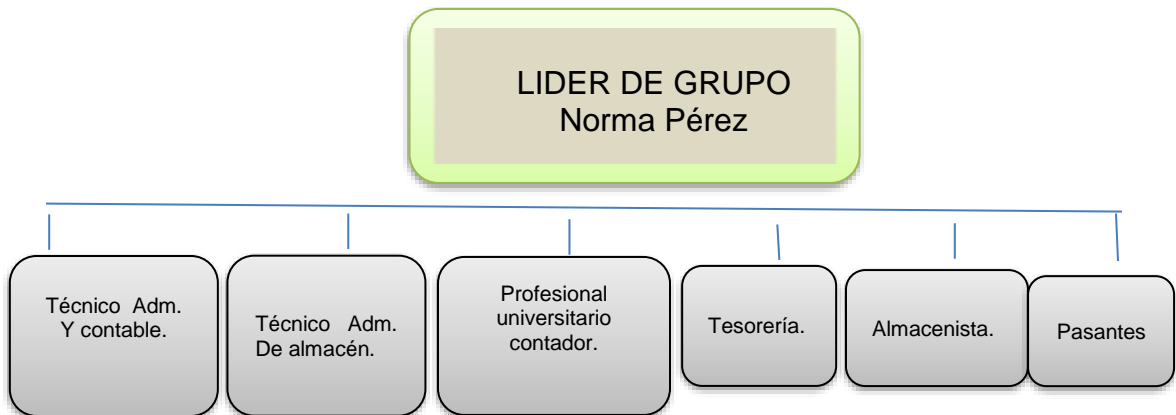 LIDER DE GRUPO
Norma Pérez
Técnico Adm.
Y contable.
Técnico Adm.
De almacén.
Profesional
universitario
contador.
Tesorería.
Almacenista.
Pasantes